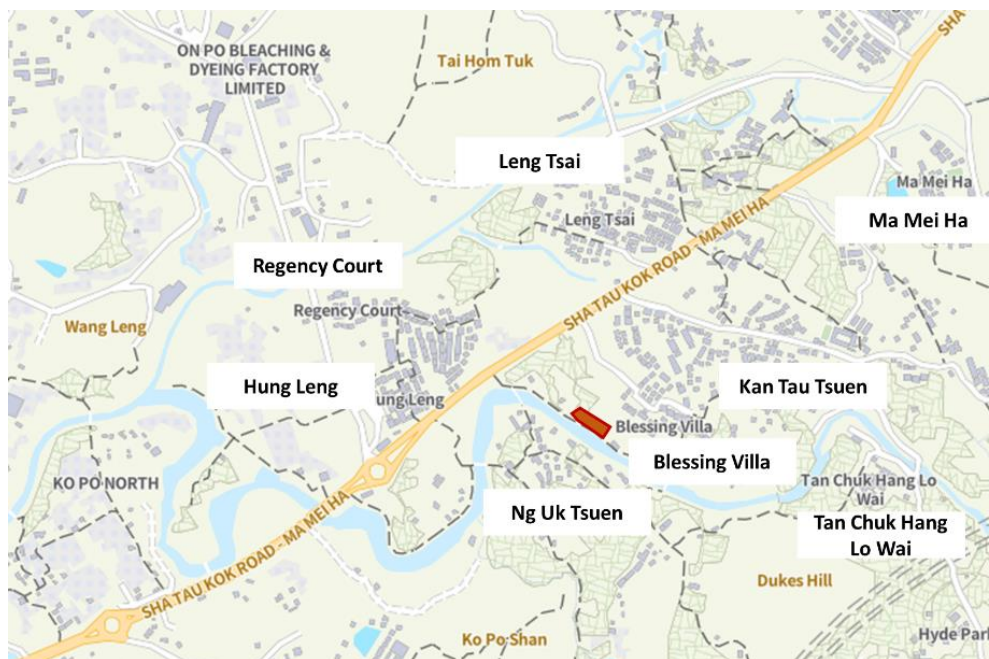 ON PO BLEACHING &
DYEING FACTORY
LIMITED
Tai Hom Tuk
SHA
Leng Tsai
Ma Mei Ha
Leng Tsai
Ma Mei Ha
SHA TAU KOK ROAD - MA MEI HA
Regency Court
Regency Court
Wang Leng
Hung Leng
ung Leng
Kan Tau Tsuen
Blessing Villa
Blessing Villa
KO PO NORTH
Ng Uk Tsuen
Tan Chuk Hang Lo
Wai
Tan Chuk Hang
Lo Wai
SHA TAU KOK ROAD - MA MEI HA
Dukes Hill
Ko Po Shan
Hyde Park